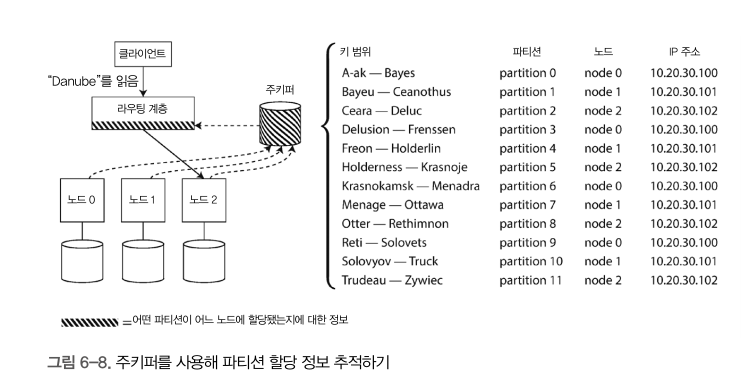 클라이언트
"Danube"를 읽음
라우팅 계층
주키퍼
노드 0 노드 1 노드 2
키 범위 파티션 노드 IP 주소
A-ak — Bayes partition 0 node 0 10.20.30.100
Bayeu — Ceanothus partition 1 node 1 10.20.30.101
Ceara — Deluc partition 2 node 2 10.20.30.102
Delusion — Frenssen partition 3 node 0 10.20.30.100
Freon — Holderlin partition 4 node 1 10.20.30.101
Holderness — Krasnoje partition 5 node 2 10.20.30.102
Krasnokamsk — Menadra partition 6 node 0 10.20.30.100
Menage — Ottawa partition 7 node 1 10.20.30.101
Otter — Rethimnon partition 8 node 2 10.20.30.102
Reti — Solovets partition 9 node 0 10.20.30.100
Solovyov — Truck partition 10 node 1 10.20.30.101
Trudeau — Zywiec partition 11 node 2 10.20.30.102
=어떤 파티션이 어느 노드에 할당됐는지에 대한 정보
그림 6-8. 주키퍼를 사용해 파티션 할당 정보 추적하기